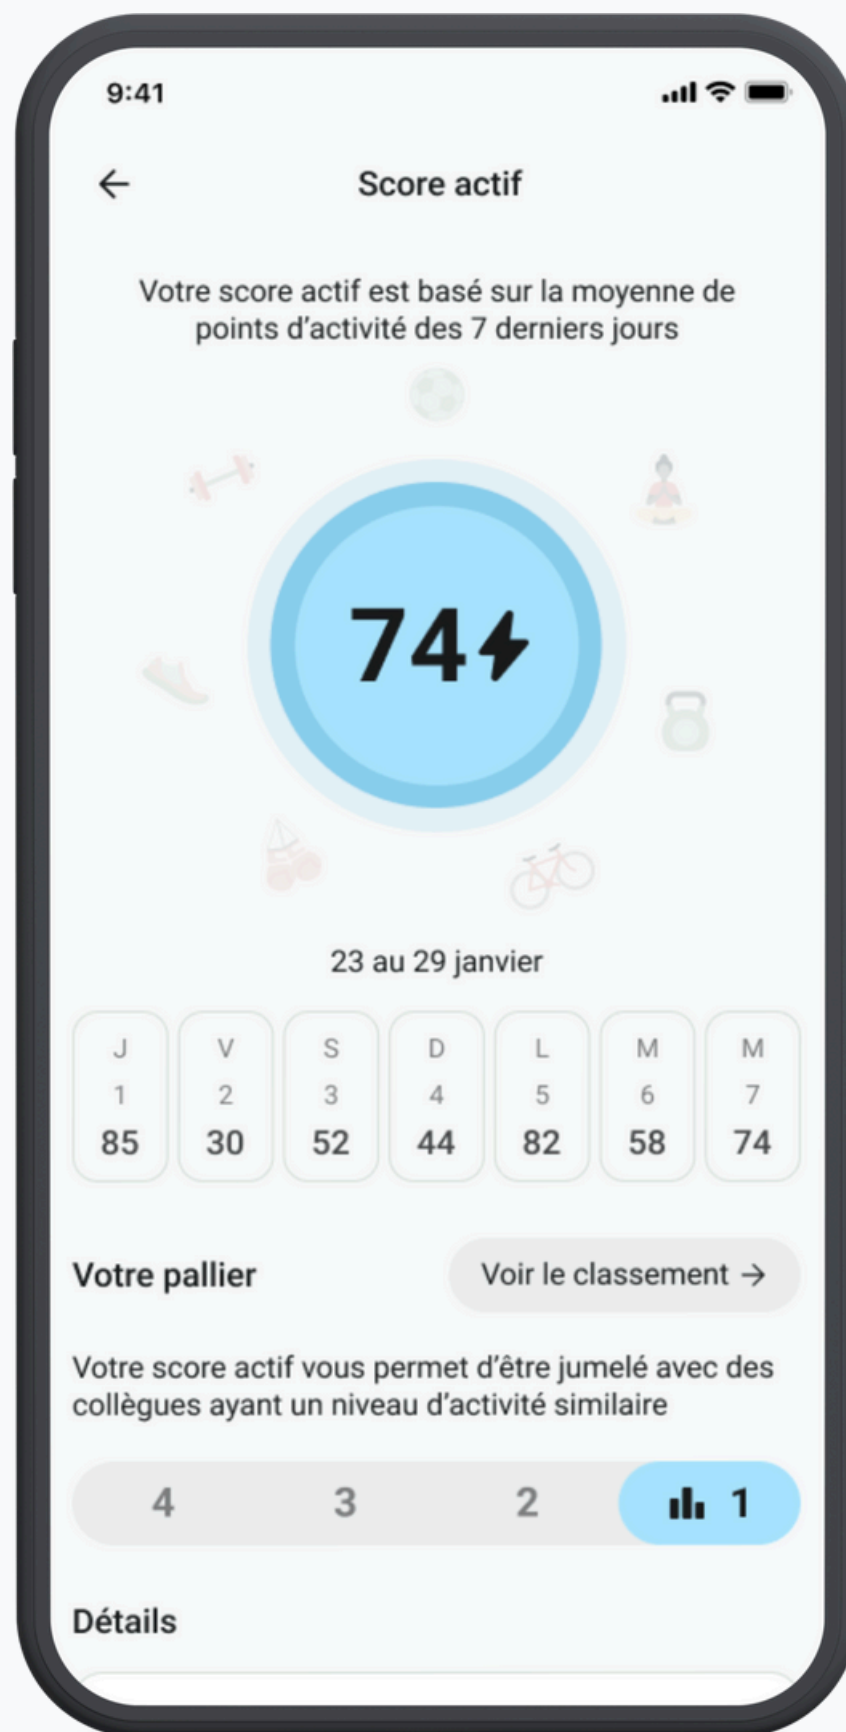 9:41
Score actif
Votre score actif est basé sur la moyenne de
points d'activité des 7 derniers jours
74
23 au 29 janvier
J V S D L M M
1 2 3 4 5 6 7
85 30 52 44 82 58 74
Votre pallier
Voir le classement →
Votre score actif vous permet d'être jumelé avec des
collègues ayant un niveau d'activité similaire
4 3 2 1
Détails